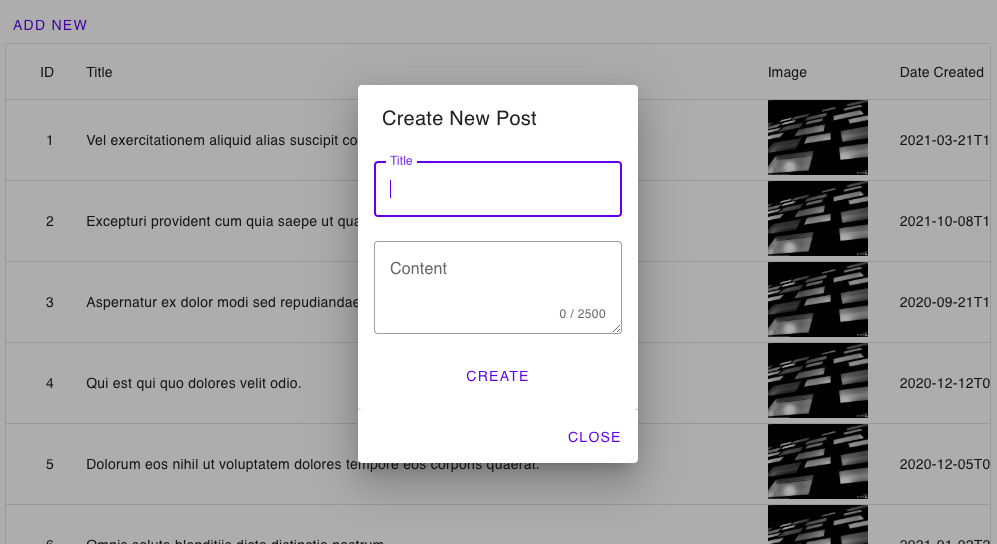 ADD NEW
ID Title Image Date Created
1 Vel exercitationem aliquid alias suscipit co 2021-03-21T1
2 Excepturi provident cum quia saepe ut qua 2021-10-08T1
3 Aspernatur ex dolor modi sed repudiandae 2020-09-21T1
4 Qui est qui quo dolores velit odio. 2020-12-12T0
5 Dolorum eos nihil ut voluptatem dolores tempore eos corporis quaerat. 2020-12-05T0
Create New Post
Title
Content
0 / 2500
CREATE
CLOSE